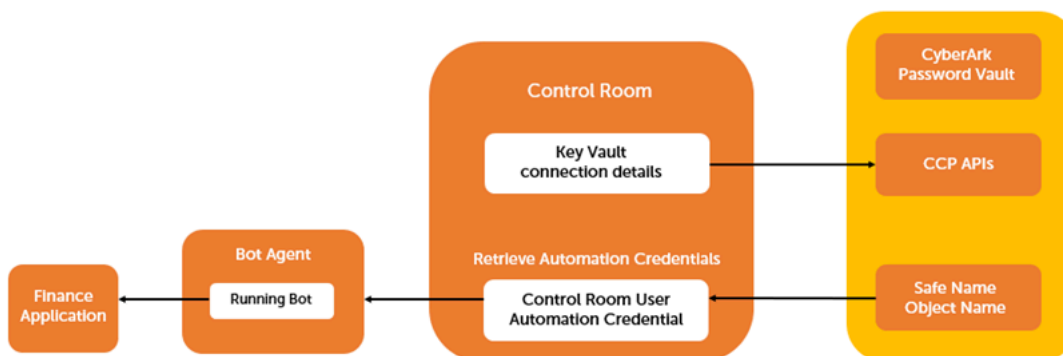 CyberArk
Password Vault
Control Room
Key Vault
connection details
CCP APIs
Bot Agent
Retrieve Automation Credentials
Running Bot
Finance
Application
Control Room User
Automation Credential
Safe Name
Object Name